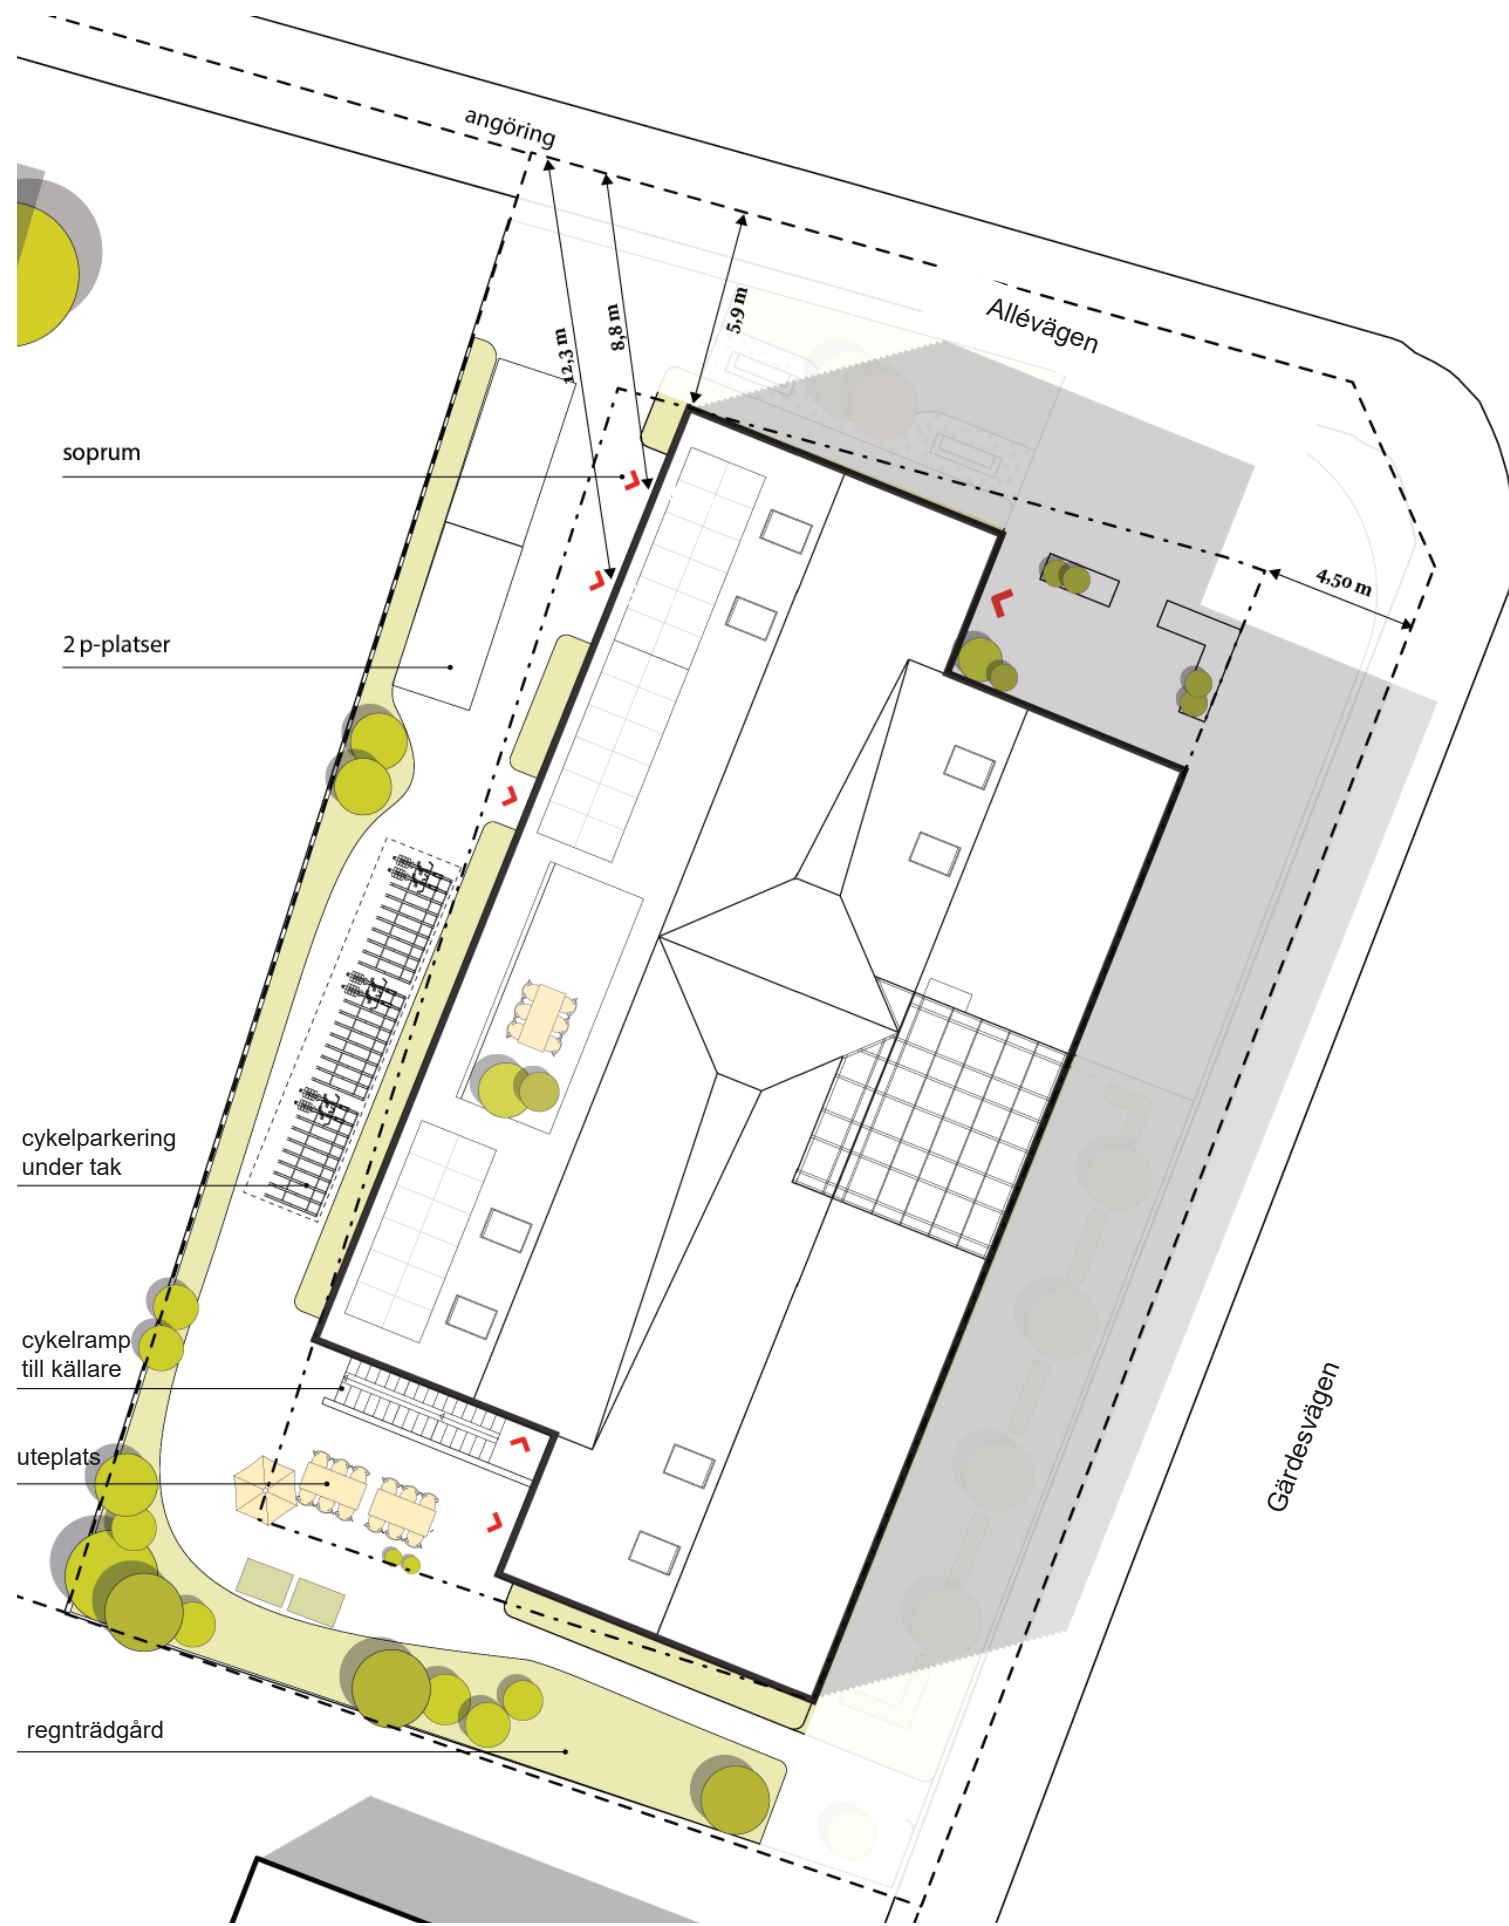 angöring
Allévägen
12,3 m
8,8 m
5,9 m
soprum
4,50 m
2 p-platser
cykelparkering
under tak
cykelramp
till källare
uteplats
Gärdesvägen
regnträdgård